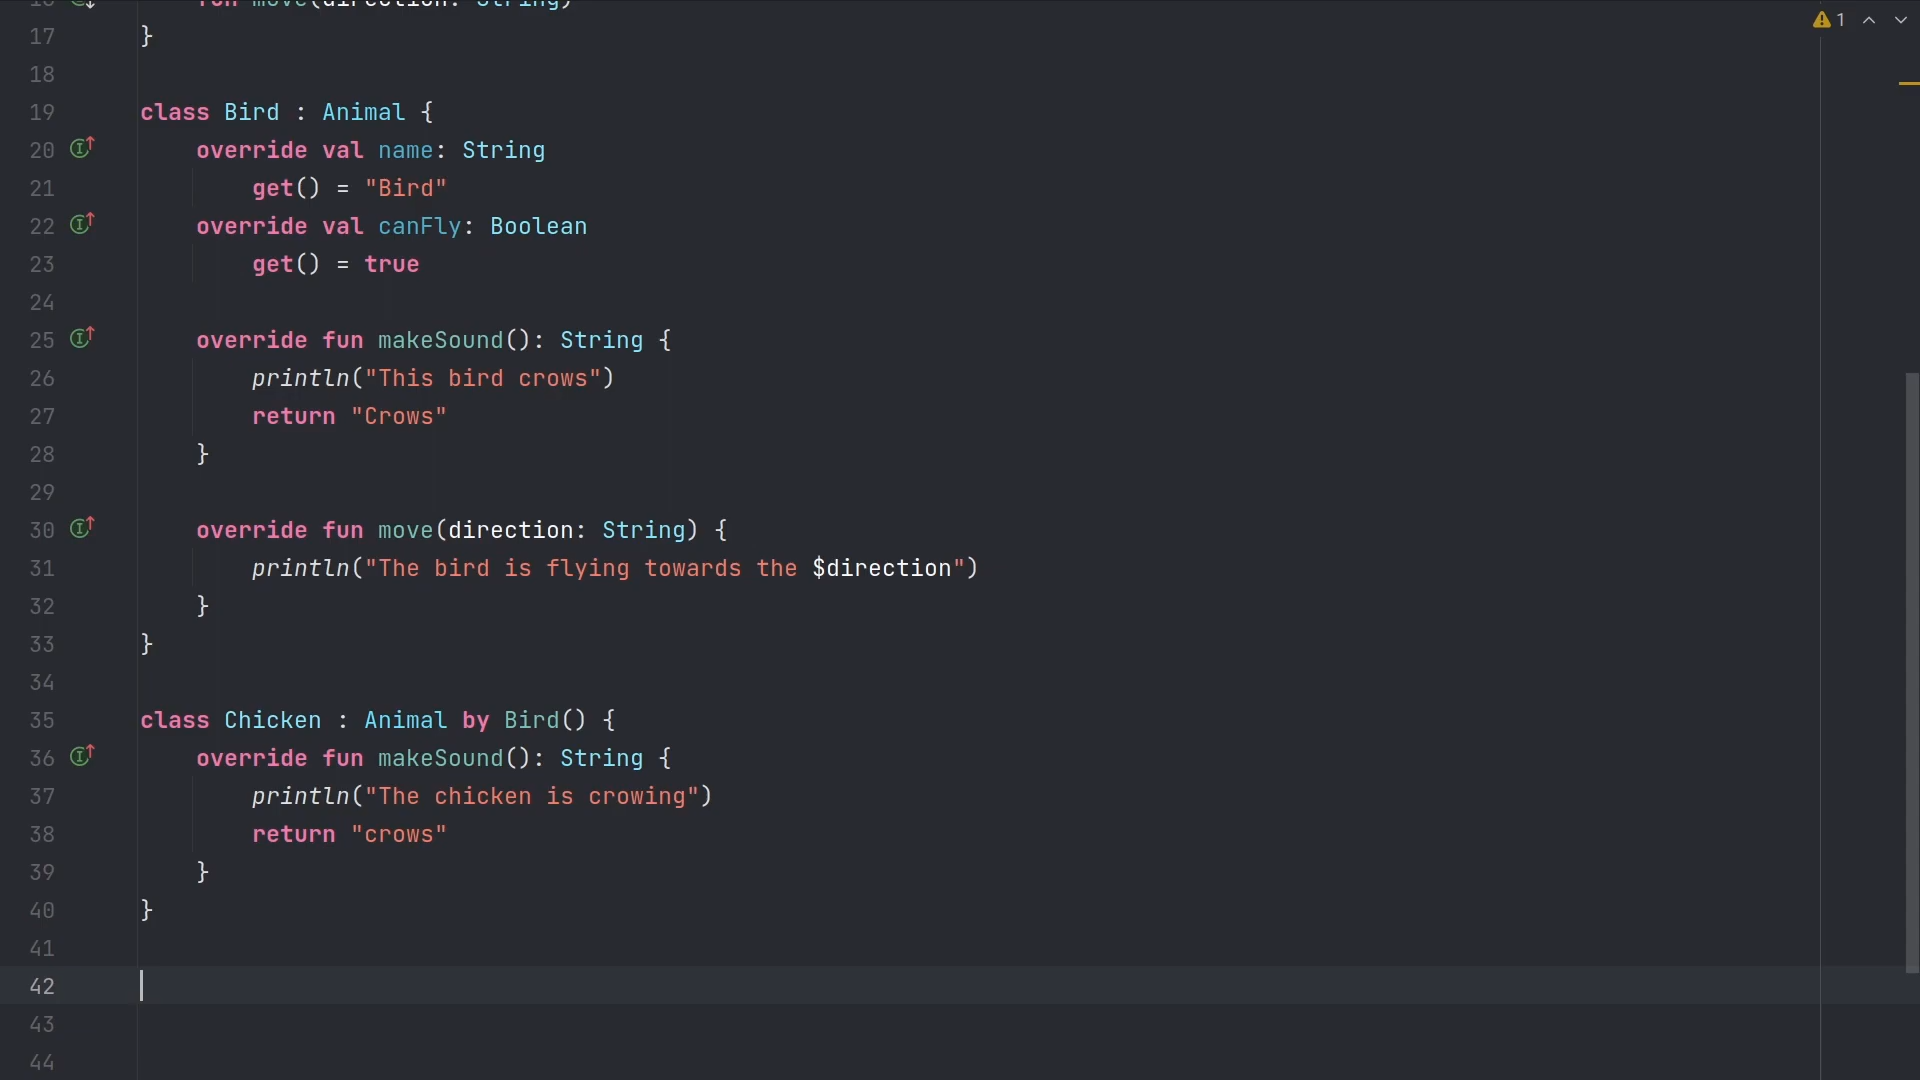 fun move(direction: String)
1
17 }
18
19 class Bird : Animal {
20 override val name: String
21 get() = "Bird"
22 override val canFly: Boolean
23 get() = true
24
25 override fun makeSound(): String {
26 println("This bird crows")
27 return "Crows"
28 }
29
30 override fun move(direction: String) {
31 println("The bird is flying towards the $direction")
32 }
33 }
34
35 class Chicken : Animal by Bird() {
36 override fun makeSound(): String {
37 println("The chicken is crowing")
38 return "crows"
39 }
40 }
41
42
43
44